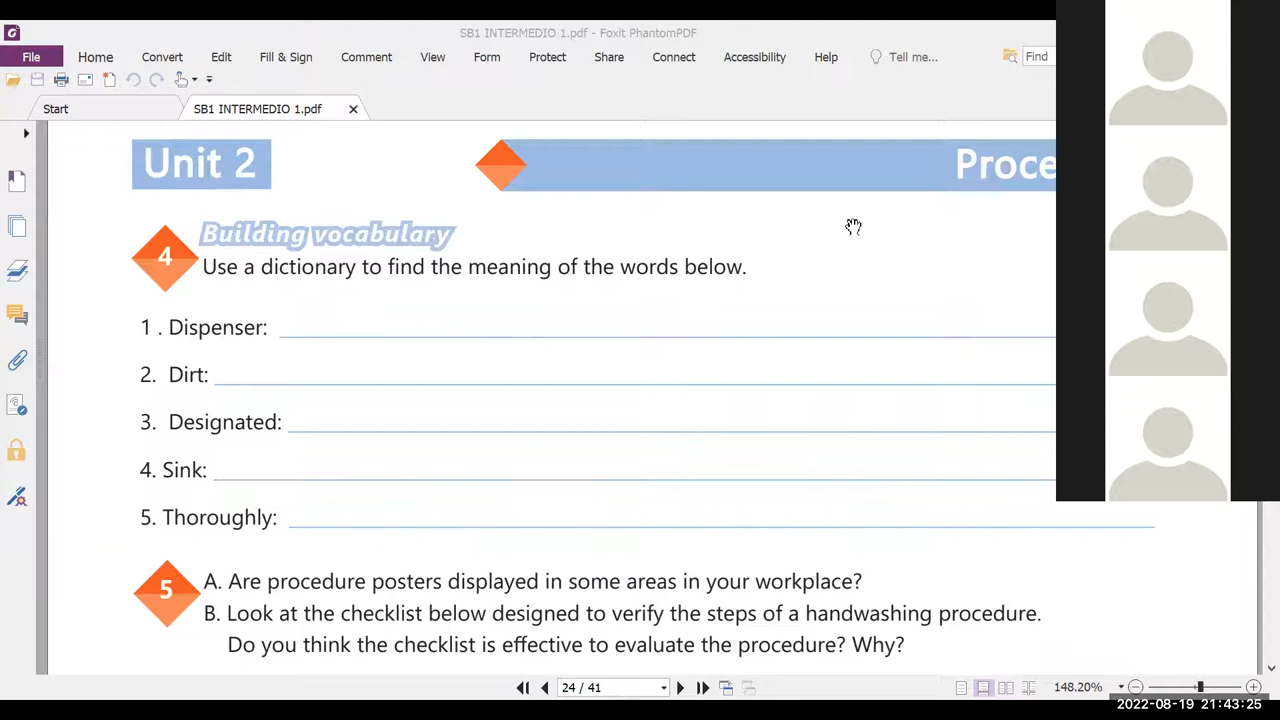 SB1 INTERMEDIO 1.pdf - Foxit PhantomPDF
File Home Convert Edit Fill & Sign Comment View Form Protect Share Connect Accessibility Help Tell me... Find
Start SB1 INTERMEDIO 1.pdf
Unit 2
Proce
4 Building vocabulary
Use a dictionary to find the meaning of the words below.
1 . Dispenser:
2. Dirt:
3. Designated:
4. Sink:
5. Thoroughly:
5 A. Are procedure posters displayed in some areas in your workplace?
B. Look at the checklist below designed to verify the steps of a handwashing procedure.
Do you think the checklist is effective to evaluate the procedure? Why?
24 / 41 148.20%
2022-08-19 21:43:25